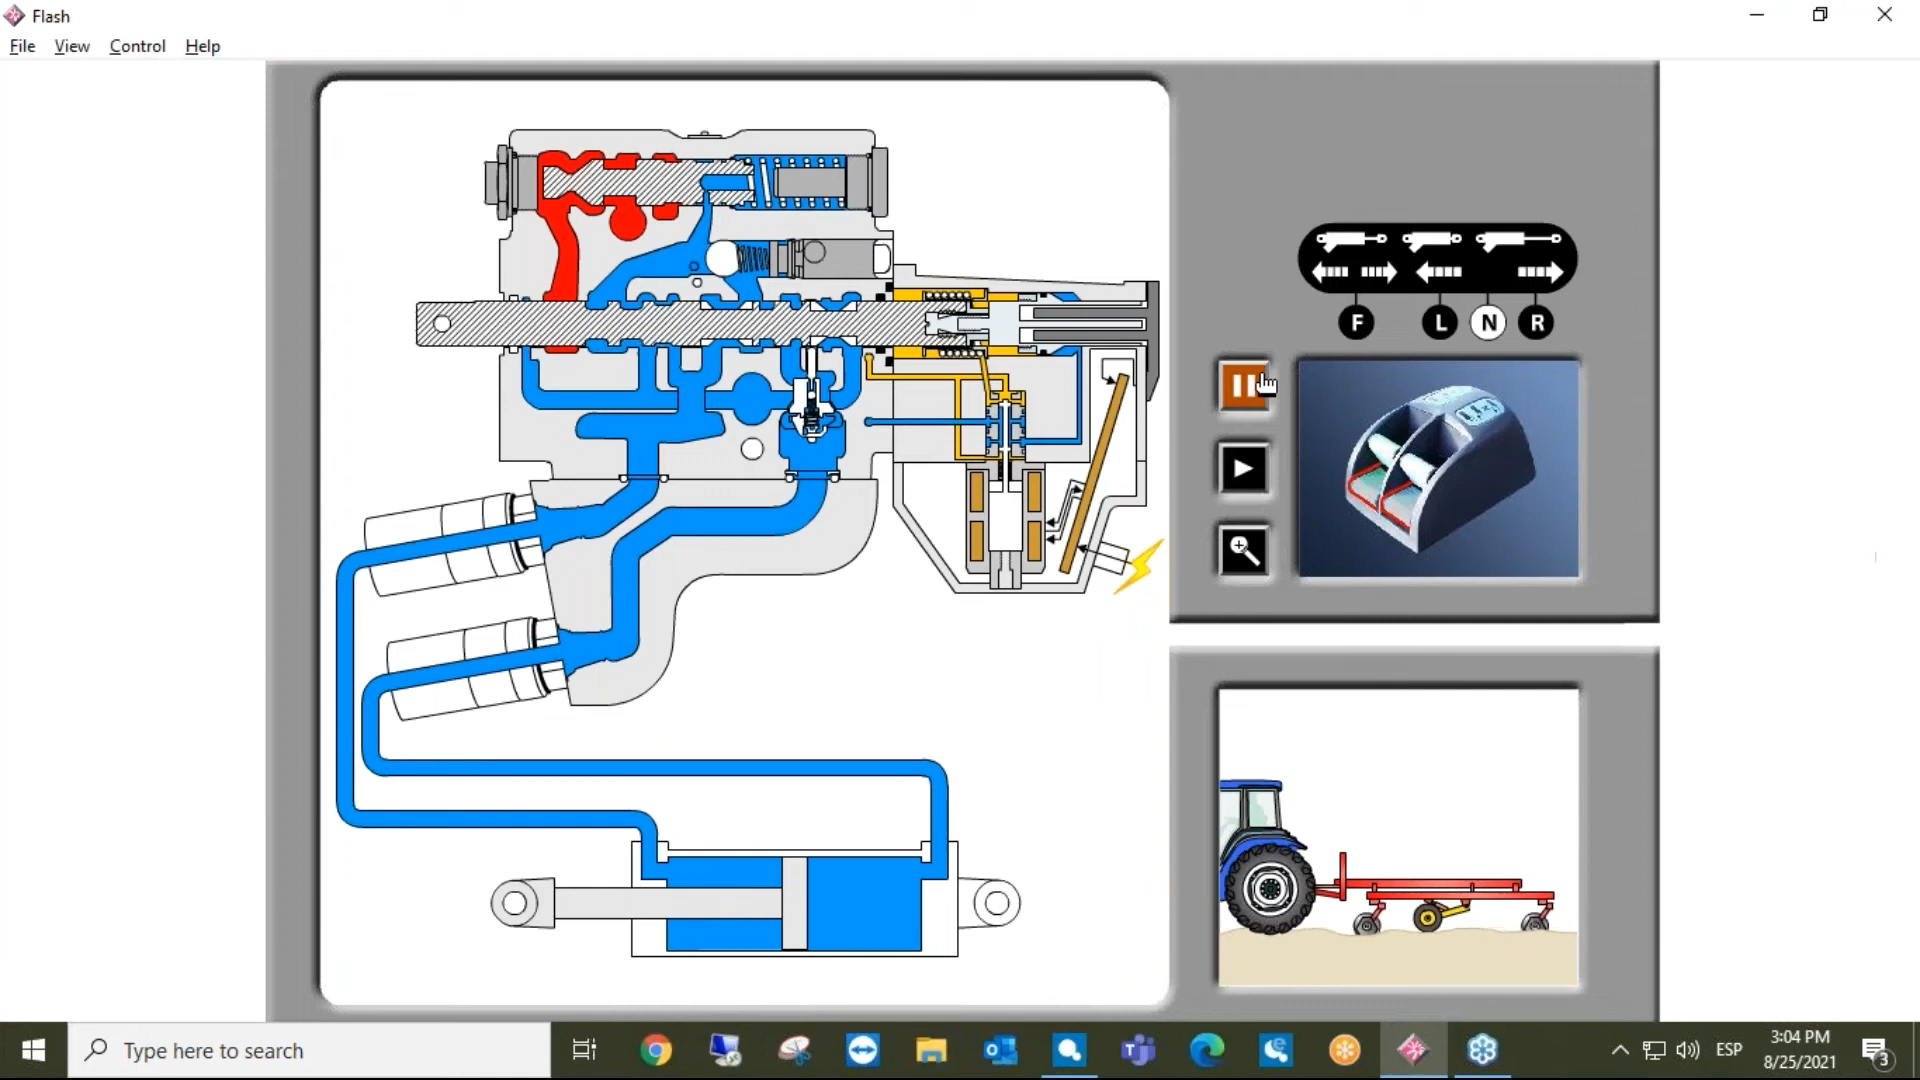 Flash
File View Control Help
F L N R
Type here to search
ESP
3:04 PM
8/25/2021
3